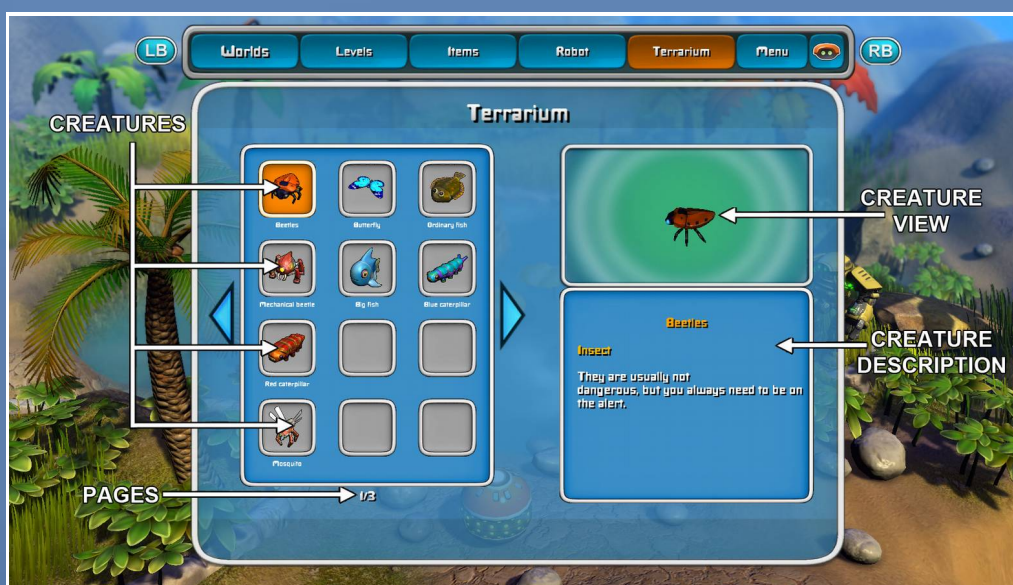 LB
Worlds
Levels
Items
Robot
Terrarium
Menu
RB
Terrarium
CREATURES
Beetles
Butterfly
Ordinary fish
Mechanical beetle
Big fish
Blue caterpillar
Red caterpillar
Mosquito
PAGES
1/3
CREATURE
VIEW
Beetles
Insect
They are usually not
dangerous, but you always need to be on
the alert.
CREATURE
DESCRIPTION